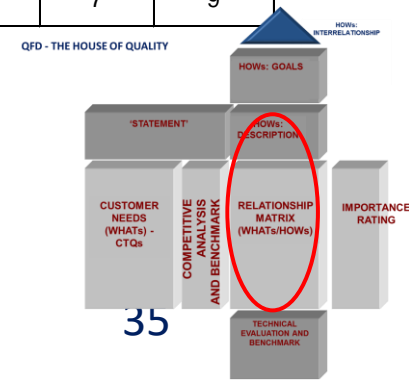 7 9
HOWs:
INTERRELATIONSHIP
QFD - THE HOUSE OF QUALITY
HOWs: GOALS
'STATEMENT'
HOWs:
DESCRIPTION
CUSTOMER
NEEDS
(WHATs) -
CTQs
COMPETITIVE
ANALYSIS
AND BENCHMARK
RELATIONSHIP
MATRIX
(WHATs/HOWs)
IMPORTANCE
RATING
35
TECHNICAL
EVALUATION AND
BENCHMARK